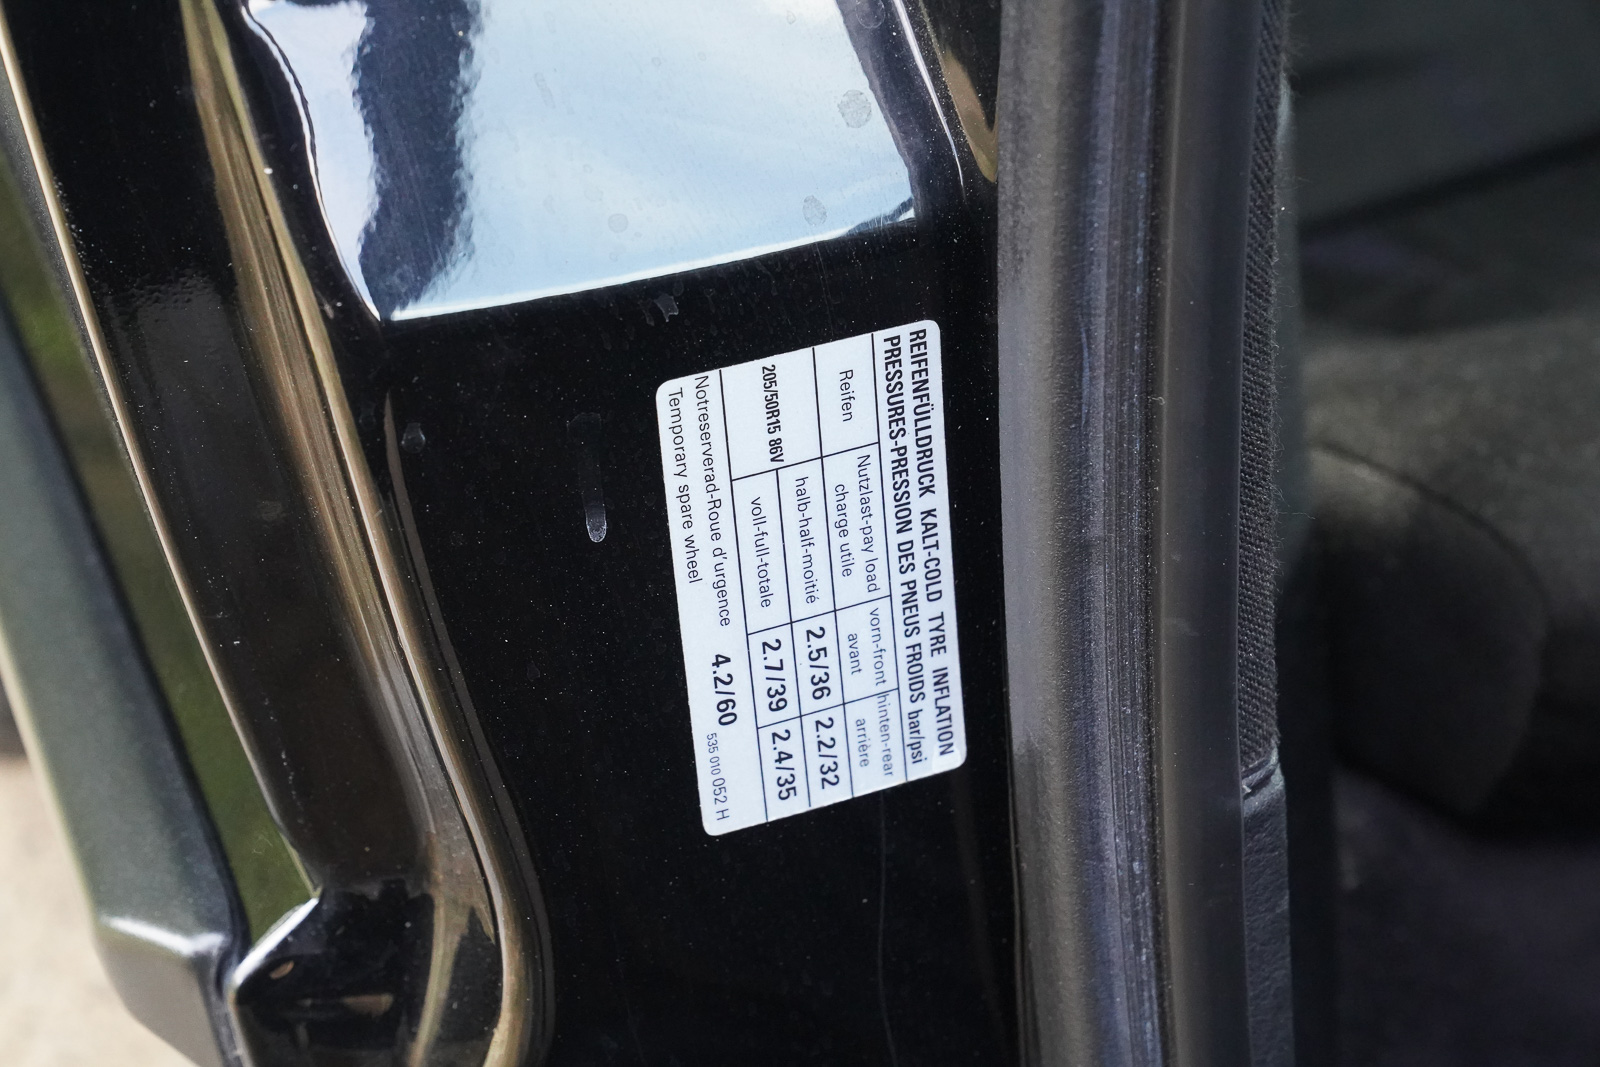 REIFENFÜLLDRUCK KALT-COLD TYRE INFLATION
PRESSURES-PRESSION DES PNEUS FROIDS bar/psi
Reifen
Nutzlast-pay load
charge utile
vorn-front
avant
hinten-rear
arrière
205/50R15 86V
halb-half-moitié
2.5/36
2.2/32
voll-full-totale
2.7/39
2.4/35
Notreserverad-Roue d'urgence
Temporary spare wheel
4.2/60
535 010 052 H